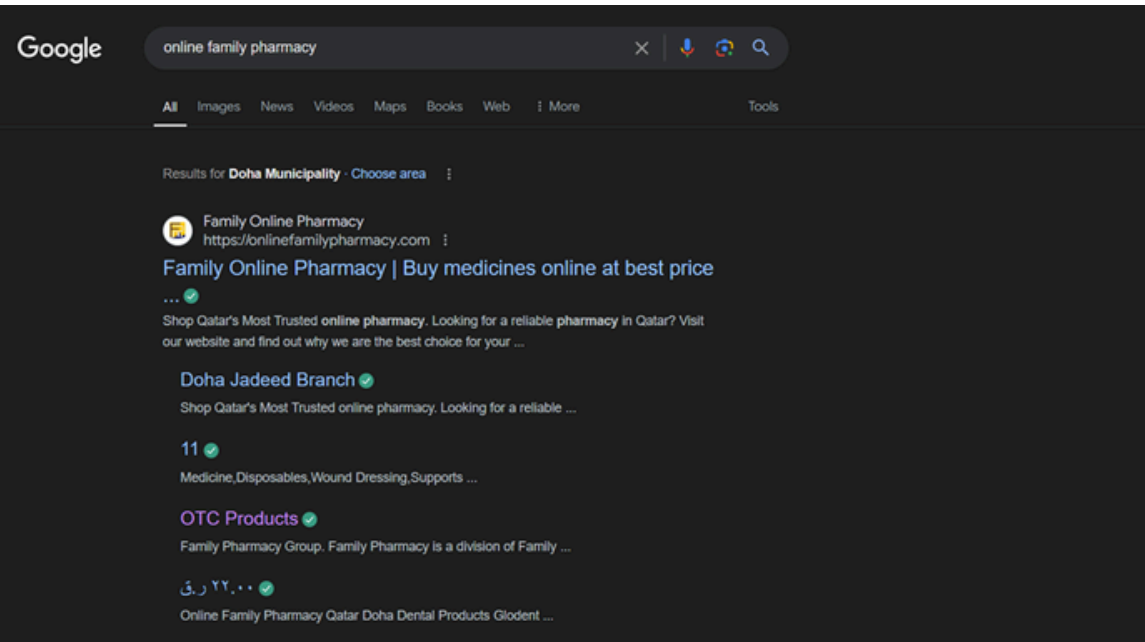 Google
online family pharmacy
All Images News Videos Maps Books Web More Tools
Results for Doha Municipality · Choose area
Family Online Pharmacy
https://onlinefamilypharmacy.com
Family Online Pharmacy | Buy medicines online at best price
...
Shop Qatar's Most Trusted online pharmacy. Looking for a reliable pharmacy in Qatar? Visit
our website and find out why we are the best choice for your ...
Doha Jadeed Branch
Shop Qatar's Most Trusted online pharmacy. Looking for a reliable ...
11
Medicine,Disposables,Wound Dressing,Supports ...
OTC Products
Family Pharmacy Group. Family Pharmacy is a division of Family ...
٢٢.٠٠ ر.ق
Online Family Pharmacy Qatar Doha Dental Products Glodent ...